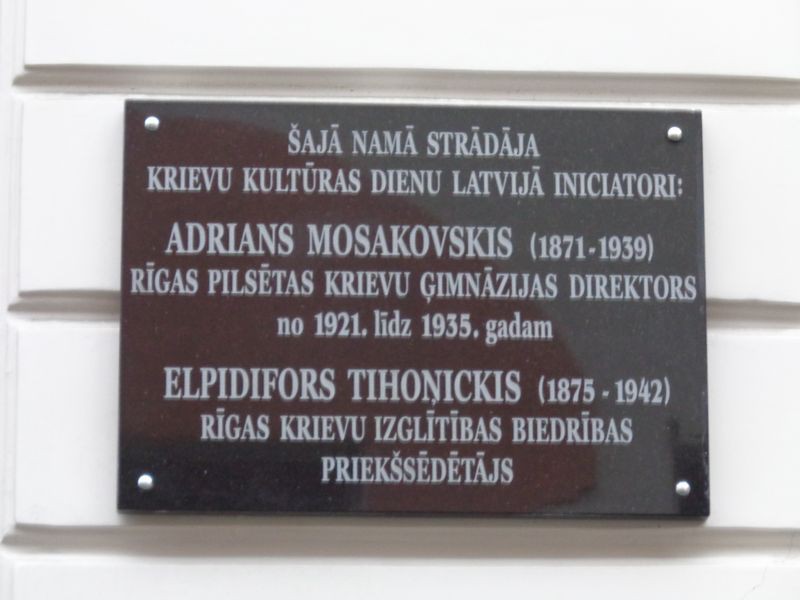 ŠAJĀ NAMĀ STRĀDĀJA
KRIEVU KULTŪRAS DIENU LATVIJĀ INICIATORI:
ADRIANS MOSAKOVSKIS (1871-1939)
RĪGAS PILSĒTAS KRIEVU ĢIMNĀZIJAS DIREKTORS
no 1921. līdz 1935. gadam
ELPIDIFORS TIHOŅICKIS (1875 - 1942)
RĪGAS KRIEVU IZGLĪTĪBAS BIEDRĪBAS
PRIEKŠSĒDĒTĀJS